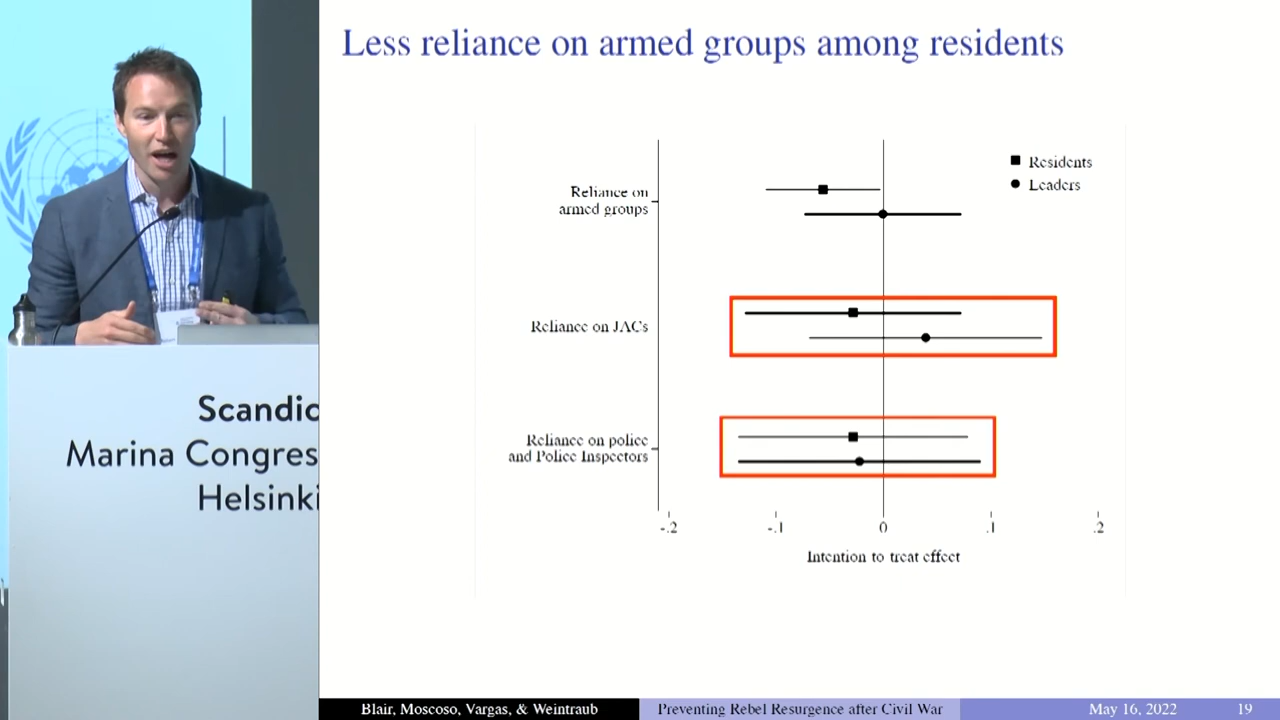 Less reliance on armed groups among residents
Residents
Leaders
Reliance on
armed groups
Reliance on JACs
Reliance on police
and Police Inspectors
-.2 -.1 0 .1 .2
Intention to treat effect
Scandic
Marina Congres
Helsinki
Blair, Moscoso, Vargas, & Weintraub Preventing Rebel Resurgence after Civil War May 16, 2022 19